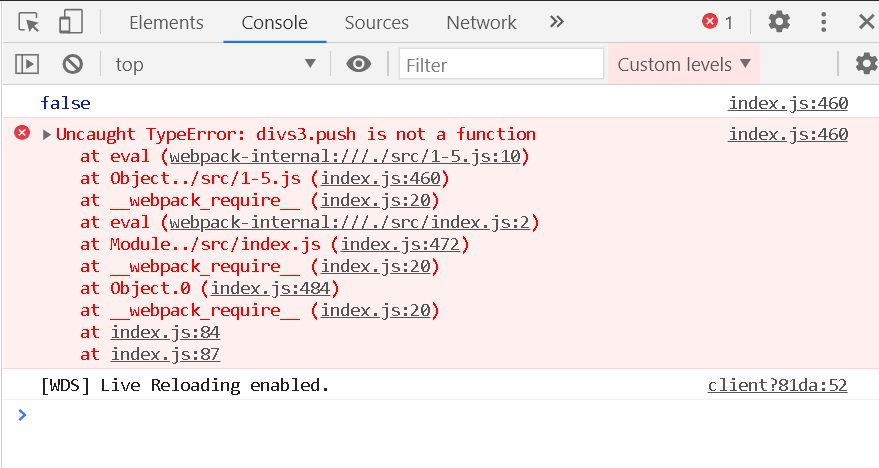 Elements Console Sources Network » 1
top ▼ Filter Custom levels ▼
false index.js:460
▶Uncaught TypeError: divs3.push is not a function index.js:460
at eval (webpack-internal:///./src/1-5.js:10)
at Object../src/1-5.js (index.js:460)
at __webpack_require__ (index.js:20)
at eval (webpack-internal:///./src/index.js:2)
at Module../src/index.js (index.js:472)
at __webpack_require__ (index.js:20)
at Object.0 (index.js:484)
at __webpack_require__ (index.js:20)
at index.js:84
at index.js:87
[WDS] Live Reloading enabled. client?81da:52